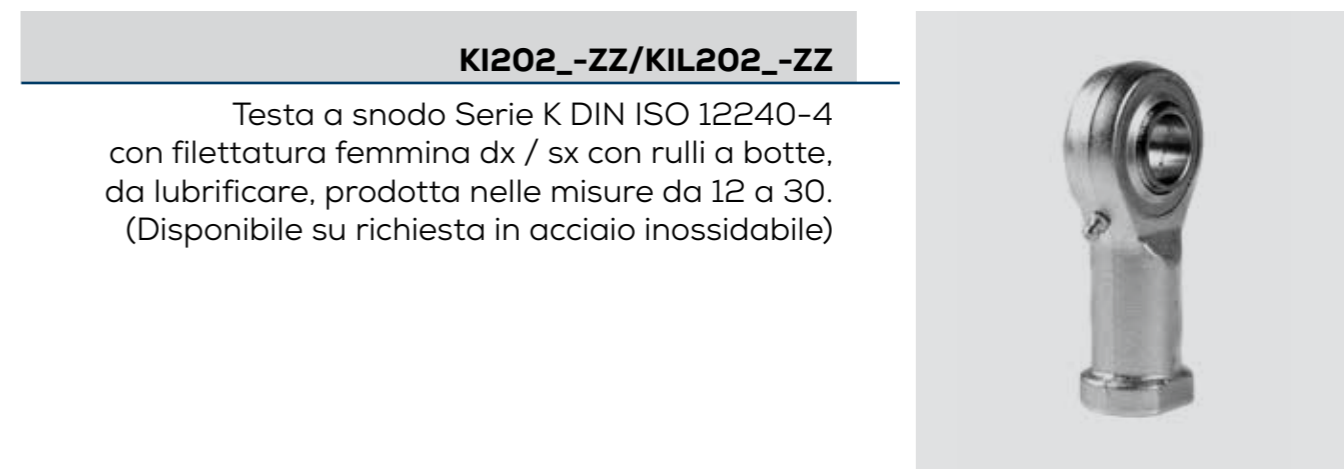 KI202_-ZZ/KIL202_-ZZ
Testa a snodo Serie K DIN ISO 12240-4
con filettatura femmina dx / sx con rulli a botte,
da lubrificare, prodotta nelle misure da 12 a 30.
(Disponibile su richiesta in acciaio inossidabile)